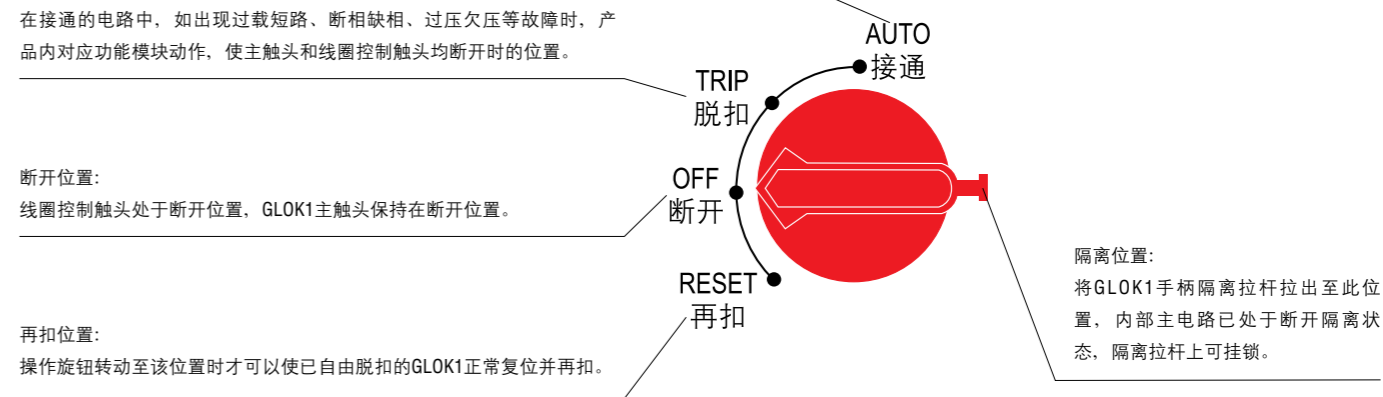 在接通的电路中，如出现过载短路、断相缺相、过压欠压等故障时，产
品内对应功能模块动作，使主触头和线圈控制触头均断开时的位置。
AUTO
接通
TRIP
脱扣
断开位置：
线圈控制触头处于断开位置，GLOK1主触头保持在断开位置。
OFF
断开
隔离位置：
将GLOK1手柄隔离拉杆拉出至此位
置，内部主电路已处于断开隔离状
态，隔离拉杆上可挂锁。
RESET
再扣
再扣位置：
操作旋钮转动至该位置时才可以使已自由脱扣的GLOK1正常复位并再扣。